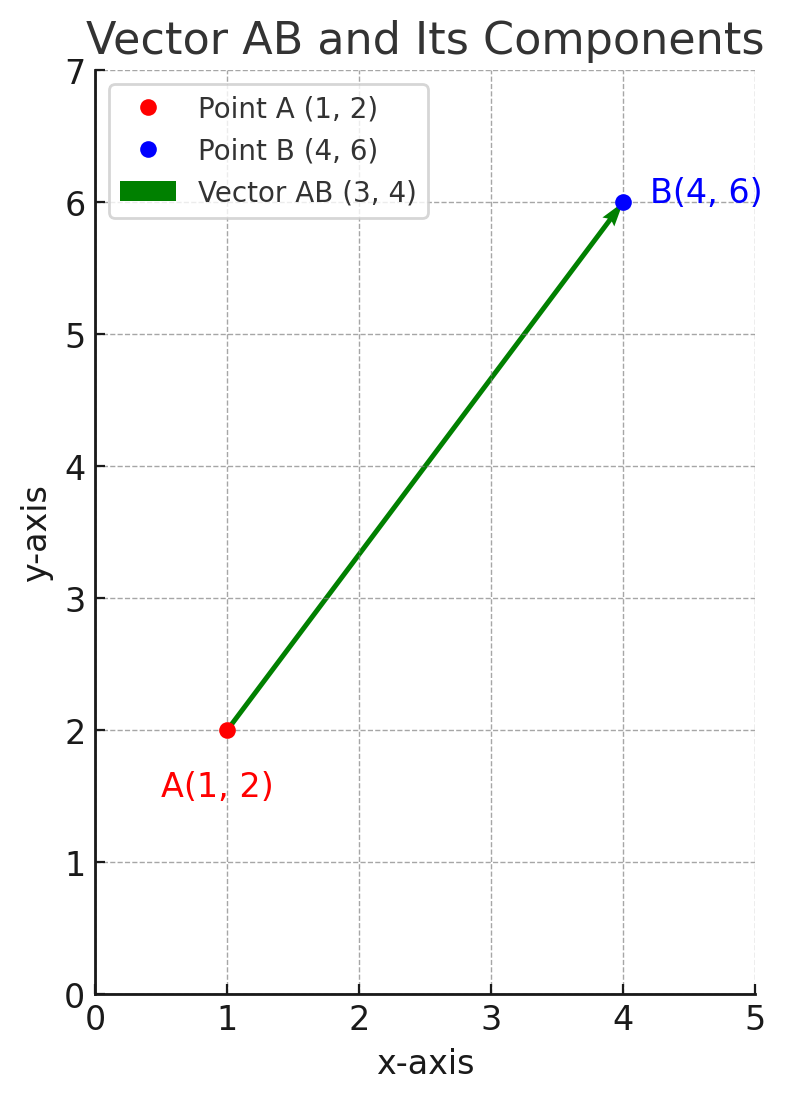 Vector AB and Its Components
7
6
5
4
3
2
1
0
y-axis
Point A (1, 2)
Point B (4, 6)
Vector AB (3, 4)
B(4, 6)
A(1, 2)
0 1 2 3 4 5
x-axis